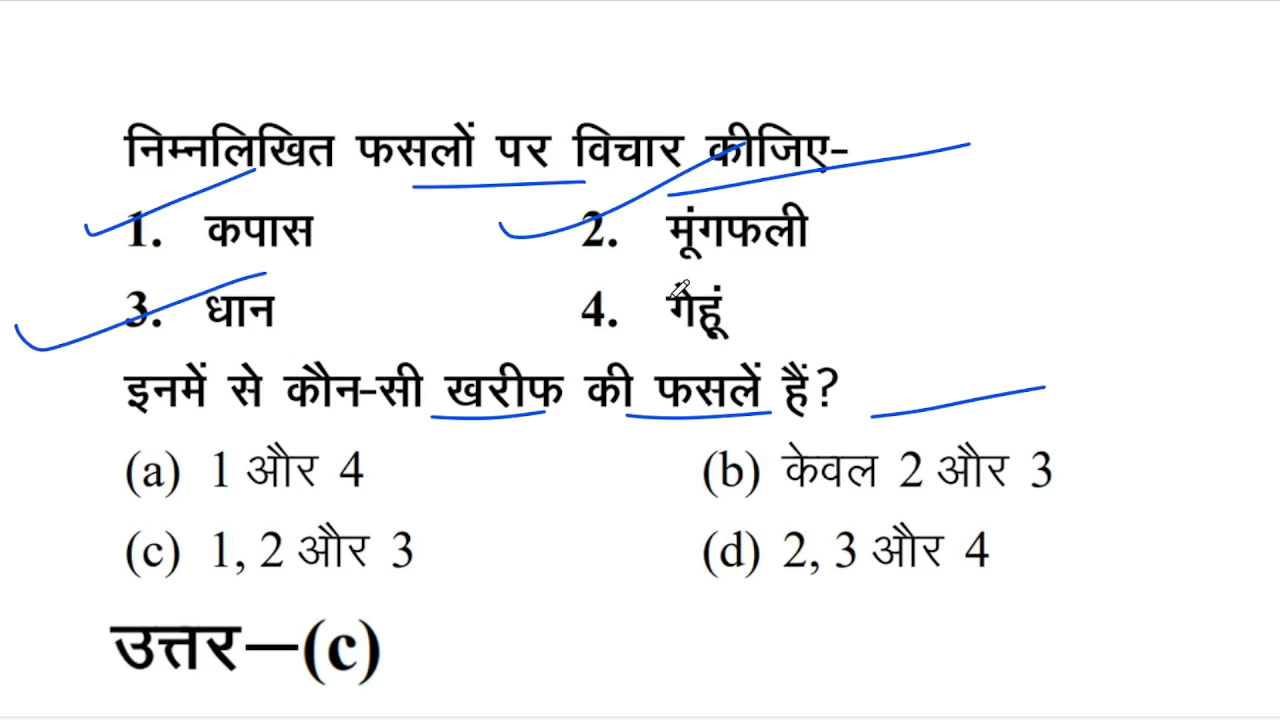 निम्नलिखित फसलों पर विचार कीजिए-
1. कपास 2. मूंगफली
3. धान 4. गेहूं
इनमें से कौन-सी खरीफ की फसलें हैं?
(a) 1 और 4 (b) केवल 2 और 3
(c) 1, 2 और 3 (d) 2, 3 और 4
उत्तर—(c)